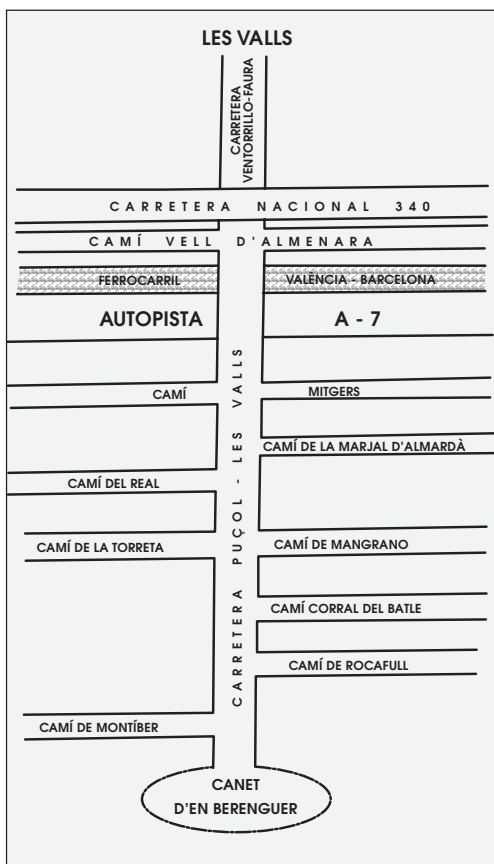 LES VALLS
CARRETERA
VENTORRILLO-FAURA
CARRETERA NACIONAL 340
CAMÍ VELL D'ALMENARA
FERROCARRIL
VALÈNCIA - BARCELONA
AUTOPISTA
A - 7
CARRETERA PUÇOL - LES VALLS
CAMÍ
MITGERS
CAMÍ DE LA MARJAL D'ALMARDÀ
CAMÍ DEL REAL
CAMÍ DE LA TORRETA
CAMÍ DE MANGRANO
CAMÍ CORRAL DEL BATLE
CAMÍ DE ROCAFULL
CAMÍ DE MONTÍBER
CANET
D'EN BERENGUER